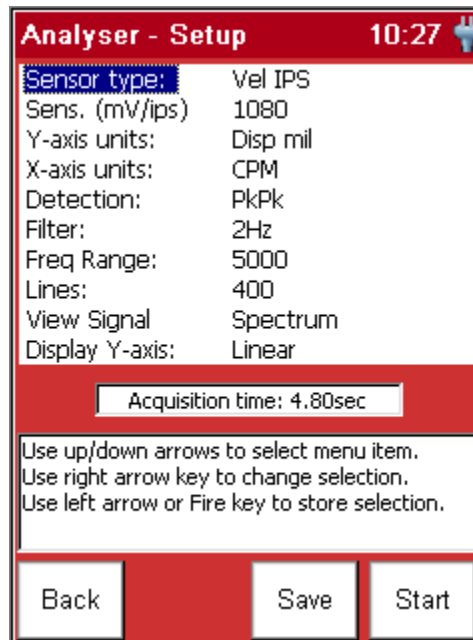 Analyser - Setup 10:27
Sensor type: Vel IPS
Sens. (mV/ips) 1080
Y-axis units: Disp mil
X-axis units: CPM
Detection: PkPk
Filter: 2Hz
Freq Range: 5000
Lines: 400
View Signal Spectrum
Display Y-axis: Linear
Acquisition time: 4.80sec
Use up/down arrows to select menu item.
Use right arrow key to change selection.
Use left arrow or Fire key to store selection.
Back Save Start